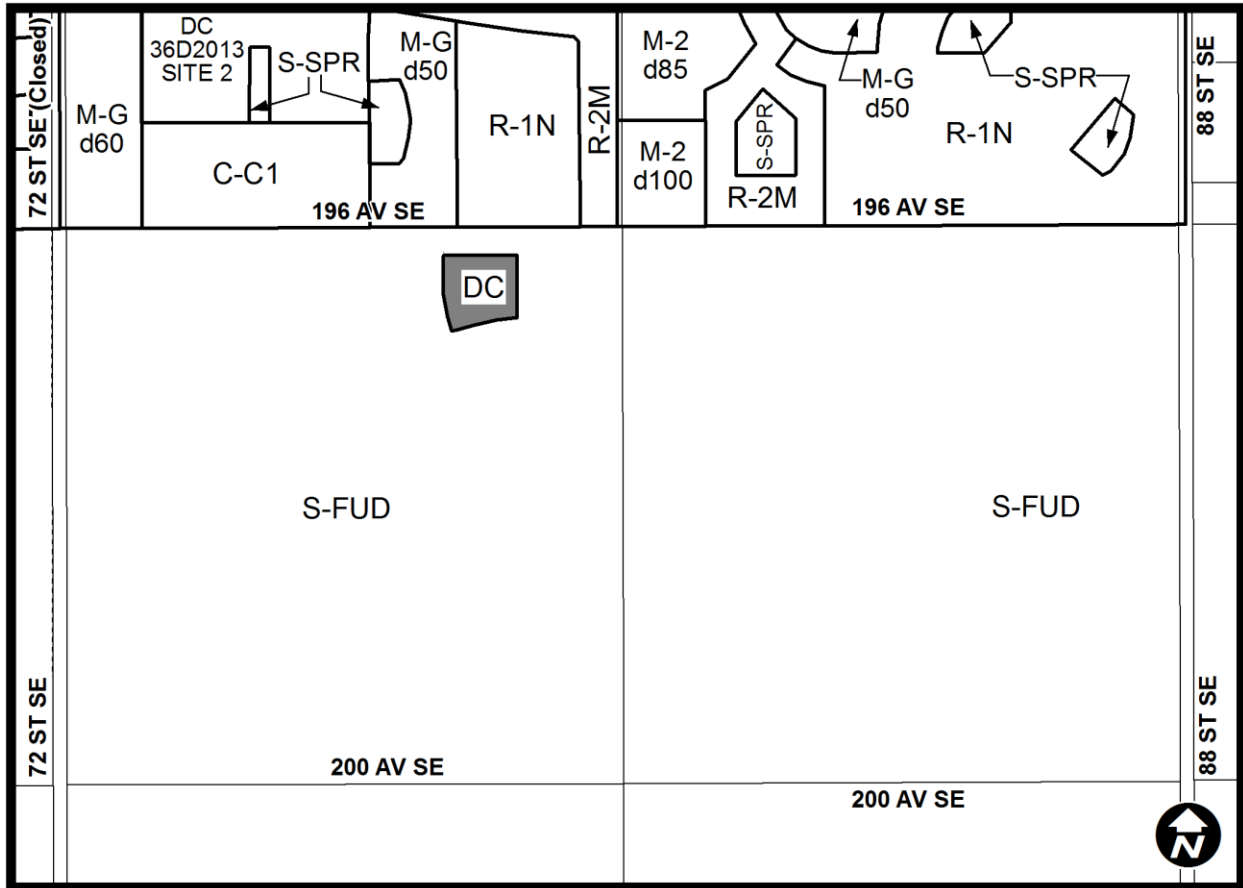 DC
36D2013
SITE 2
S-SPR
M-G
d50
M-2
d85
M-G
d50
S-SPR
72 ST SE (Closed)
88 ST SE
M-G
d60
R-1N
R-2M
S-SPR
R-1N
C-C1
M-2
d100
R-2M
196 AV SE
196 AV SE
DC
S-FUD
S-FUD
72 ST SE
88 ST SE
200 AV SE
200 AV SE
N